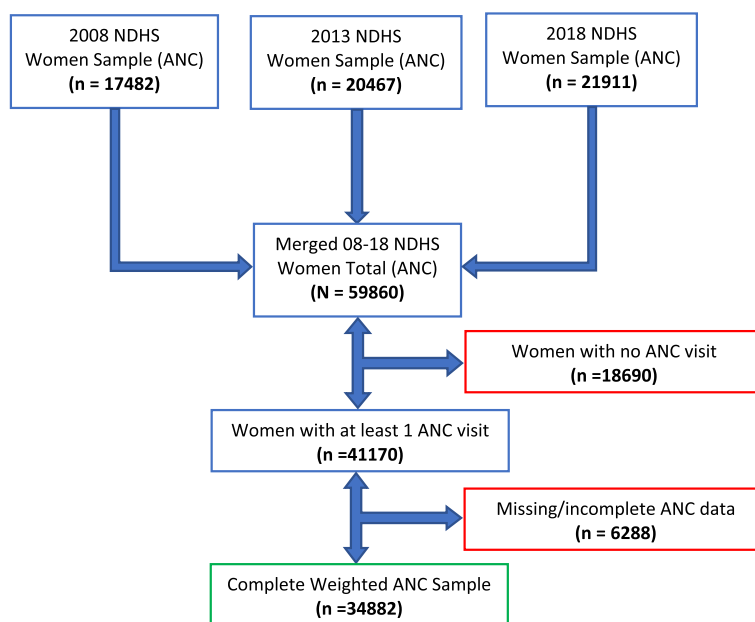 2008 NDHS
Women Sample (ANC)
(n = 17482)
2013 NDHS
Women Sample (ANC)
(n = 20467)
2018 NDHS
Women Sample (ANC)
(n = 21911)
Merged 08-18 NDHS
Women Total (ANC)
(N = 59860)
Women with no ANC visit
(n =18690)
Women with at least 1 ANC visit
(n =41170)
Missing/incomplete ANC data
(n = 6288)
Complete Weighted ANC Sample
(n =34882)